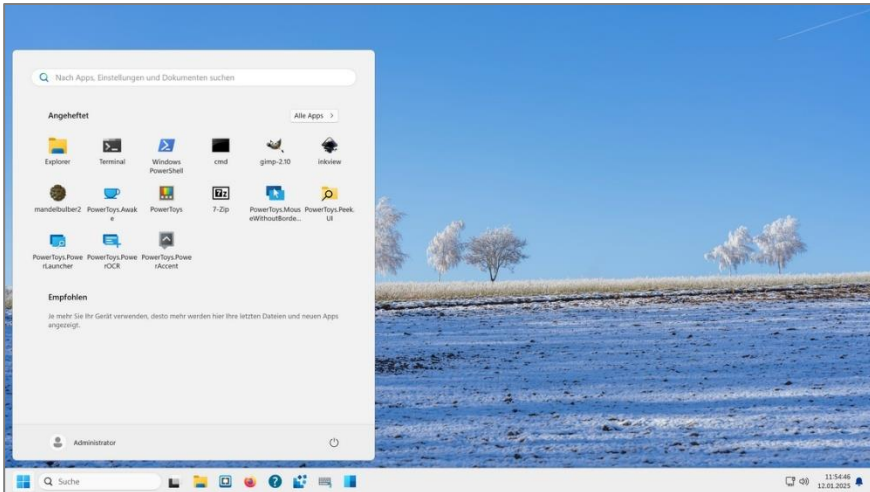 Nach Apps, Einstellungen und Dokumenten suchen
Angeheftet
Alle Apps >
Explorer
Terminal
Windows
PowerShell
cmd
gimp-2.10
inkview
mandelbulber2
PowerToys.Awak
e
PowerToys
7-Zip
PowerToys.Mous
eWithoutBorde...
PowerToys.Peek.
UI
PowerToys.Powe
rLauncher
PowerToys.Powe
rOCR
PowerToys.Powe
rAccent
Empfohlen
Je mehr Sie Ihr Gerät verwenden, desto mehr werden hier Ihre letzten Dateien und neuen Apps
angezeigt.
Administrator
Suche
11:54:46
12.01.2025